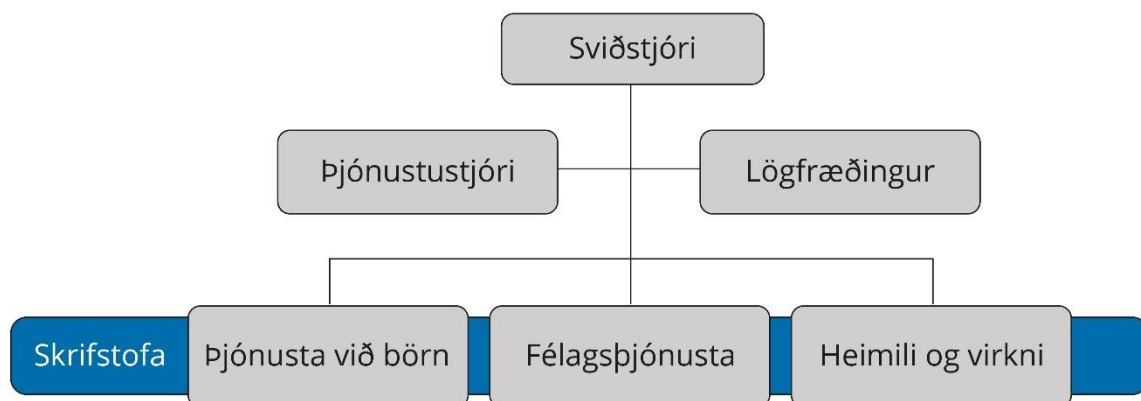 Sviðstjóri
Þjónustustjóri
Lögfræðingur
Skrifstofa
Þjónusta við börn
Félagsþjónusta
Heimili og virkni